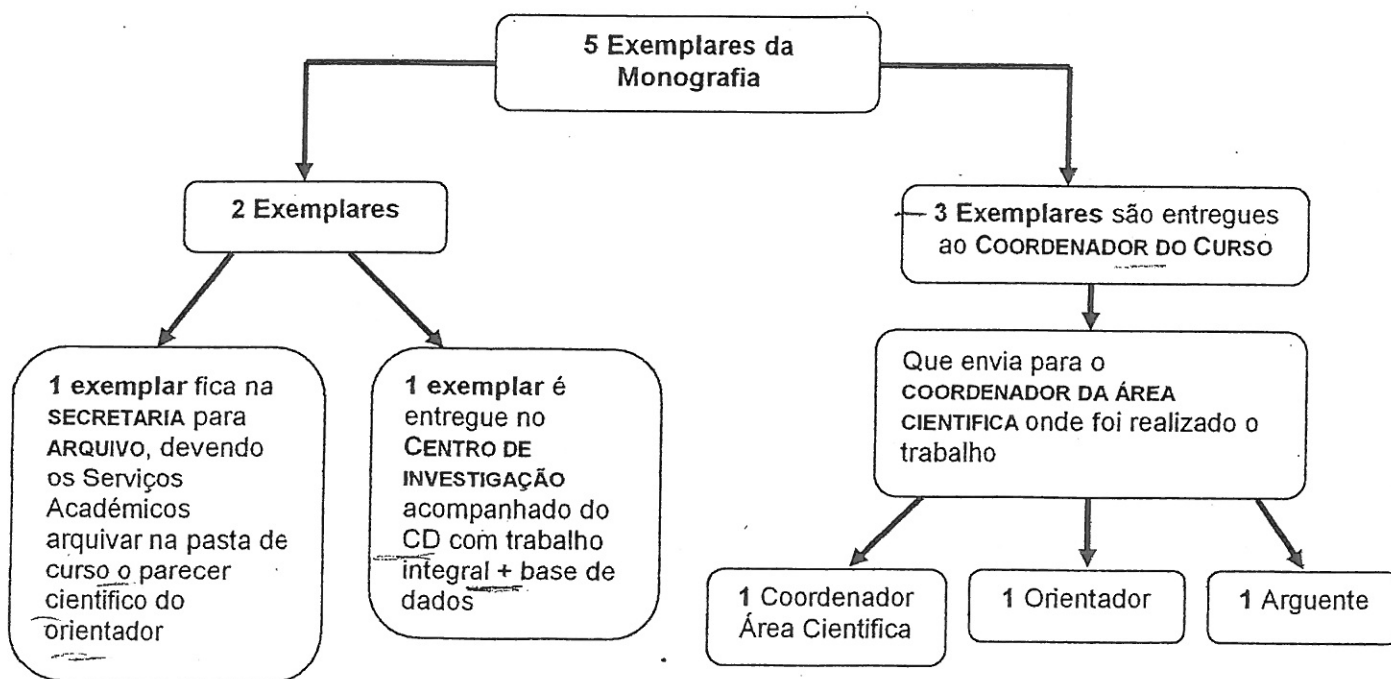 5 Exemplares da
Monografia
2 Exemplares
3 Exemplares são entregues
ao COORDENADOR DO CURSO
1 exemplar fica na
SECRETARIA para
ARQUIVO, devendo
os Serviços
Académicos
arquivar na pasta de
curso o parecer
cientifico do
orientador
1 exemplar é
entregue no
CENTRO DE
INVESTIGAÇÃO
acompanhado do
CD com trabalho
integral + base de
dados
Que envia para o
COORDENADOR DA ÁREA
CIENTIFICA onde foi realizado o
trabalho
1 Coordenador
Área Cientifica
1 Orientador
1 Arguente